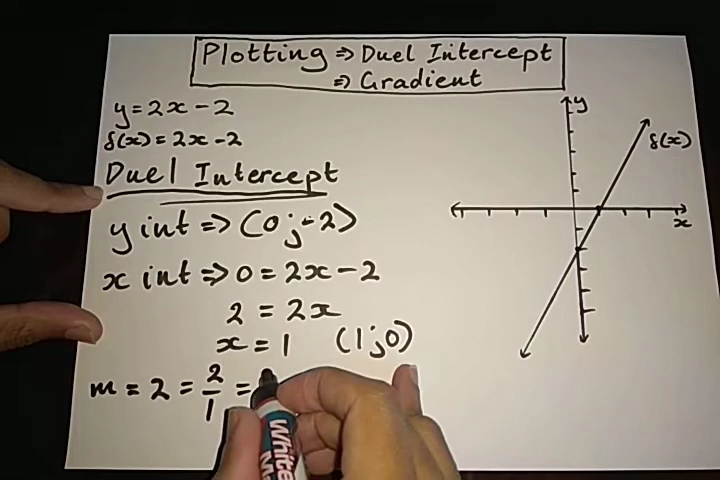 Plotting ⇒ Duel Intercept
⇒ Gradient
y = 2x - 2
f(x) = 2x - 2
Duel Intercept
y int ⇒ (0;-2)
x int ⇒ 0 = 2x - 2
2 = 2x
x = 1 (1;0)
m = 2 = 2/1 =
y
f(x)
x
White